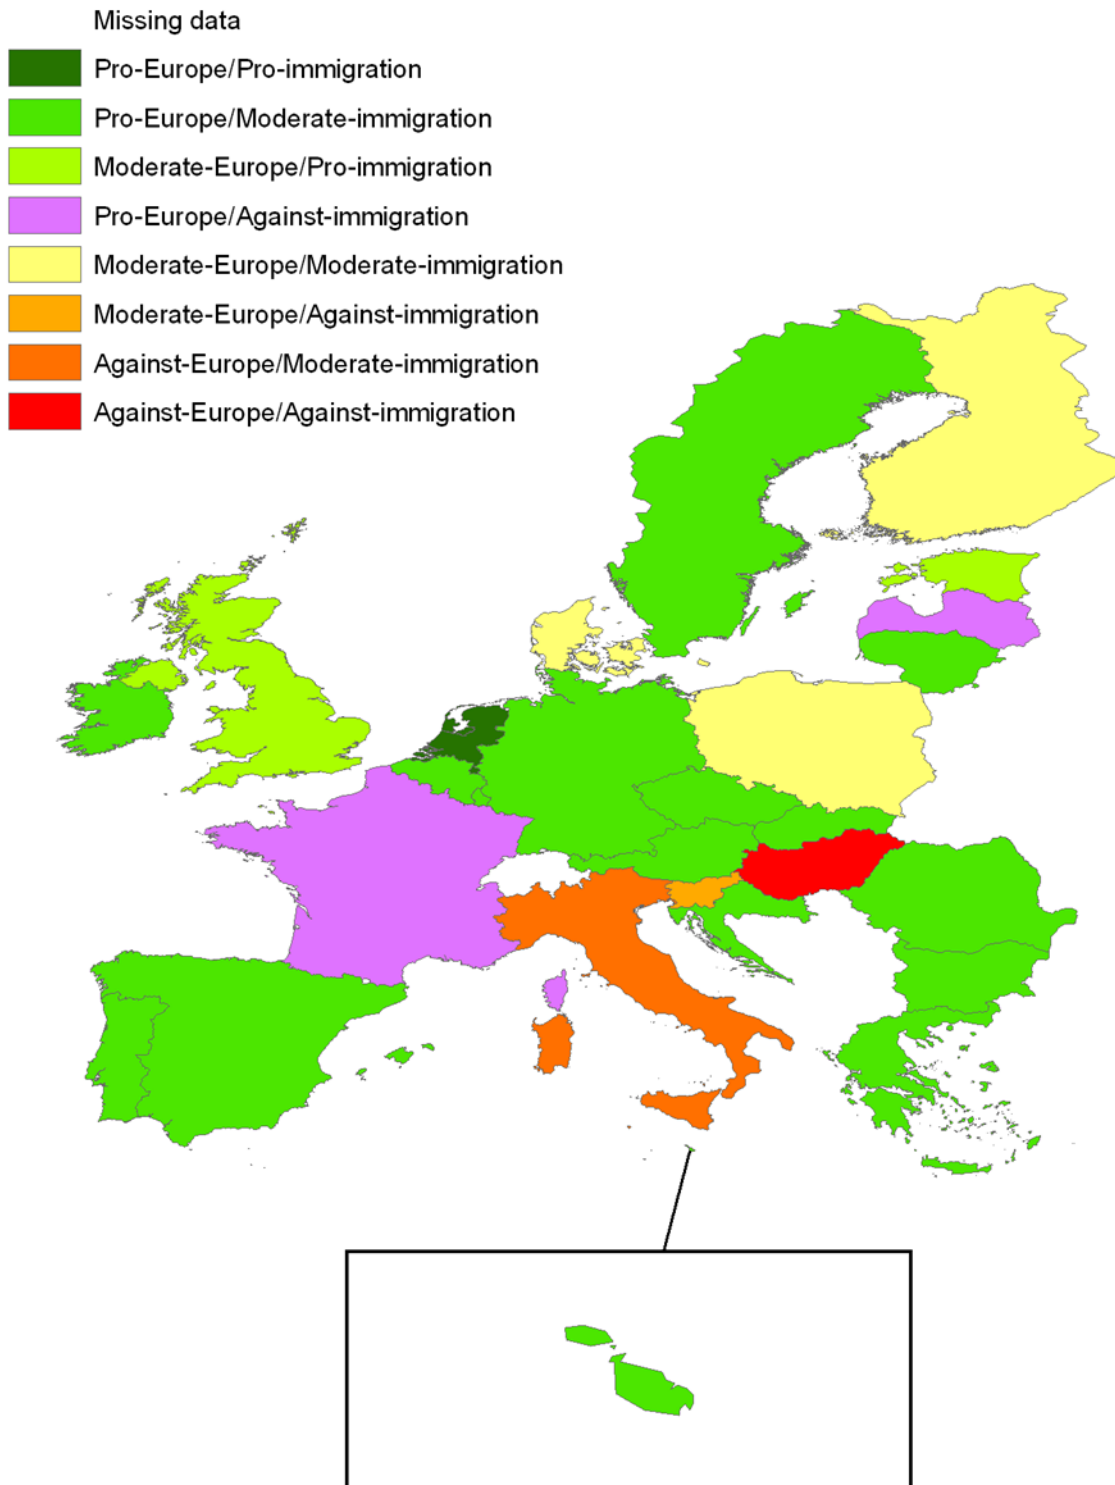 Missing data
Pro-Europe/Pro-immigration
Pro-Europe/Moderate-immigration
Moderate-Europe/Pro-immigration
Pro-Europe/Against-immigration
Moderate-Europe/Moderate-immigration
Moderate-Europe/Against-immigration
Against-Europe/Moderate-immigration
Against-Europe/Against-immigration